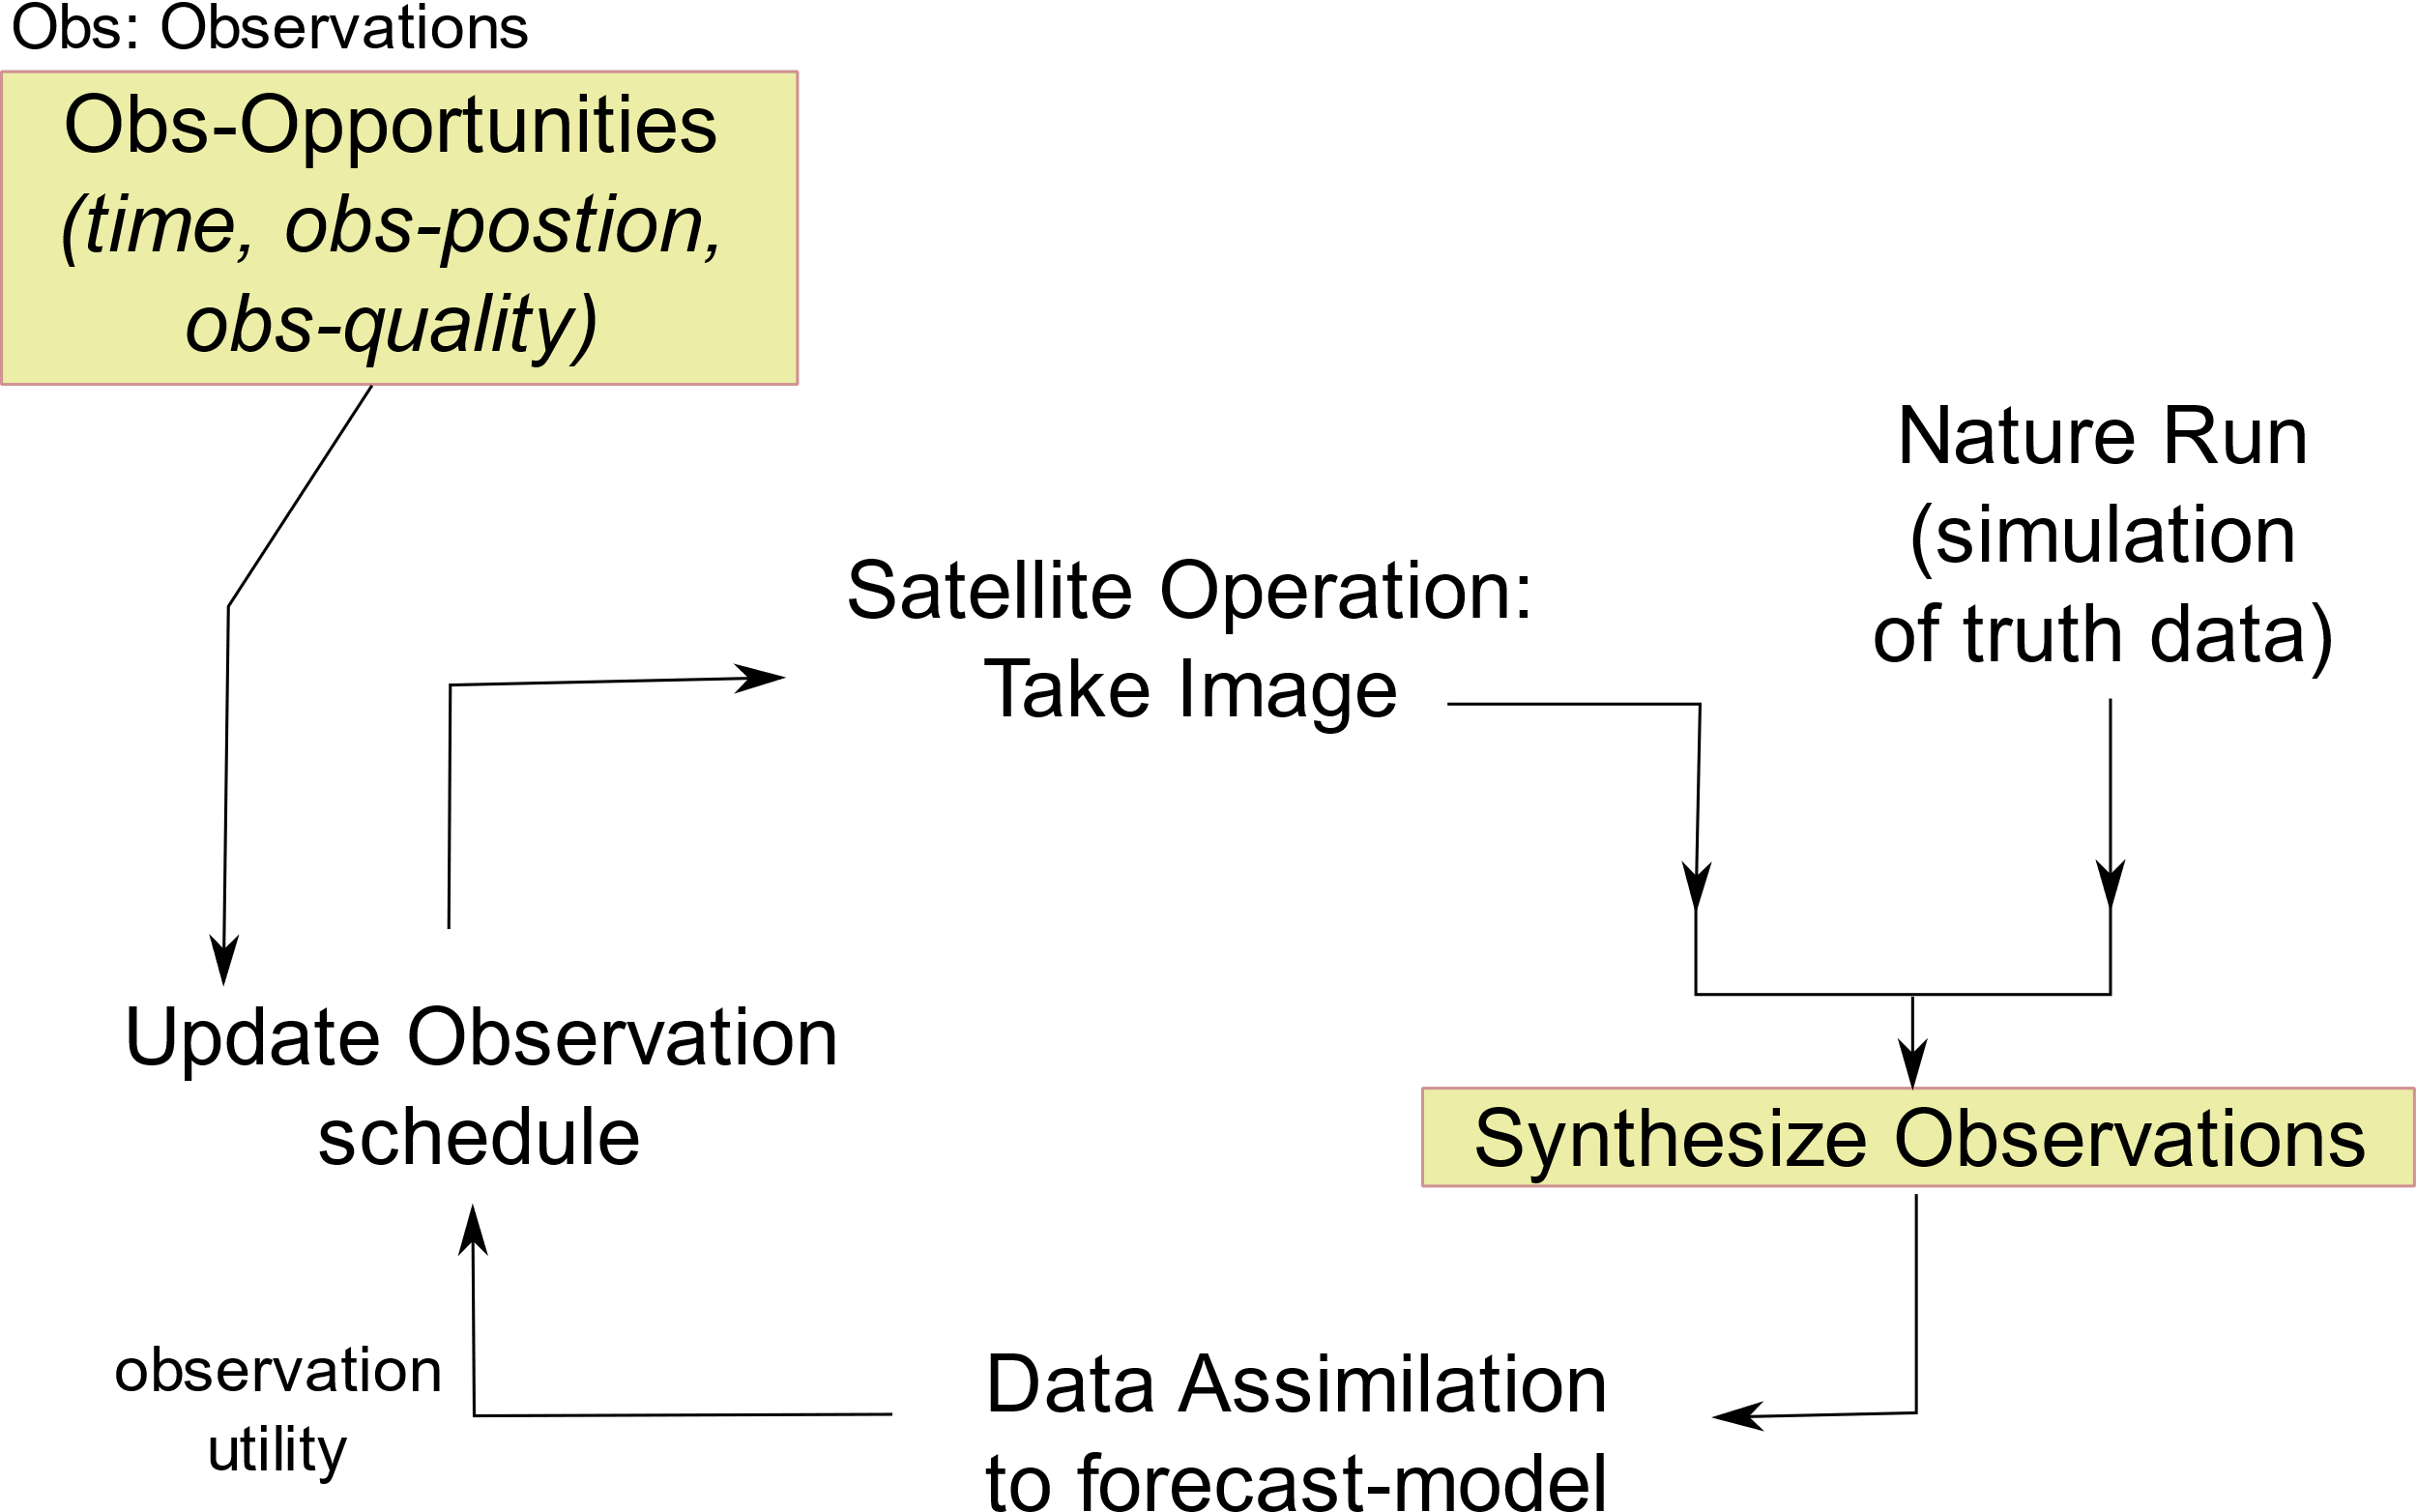 Obs: Observations
Obs-Opportunities
(time, obs-postion,
obs-quality)
Nature Run
(simulation
of truth data)
Satellite Operation:
Take Image
Update Observation
schedule
Synthesize Observations
observation
utility
Data Assimilation
to forecast-model